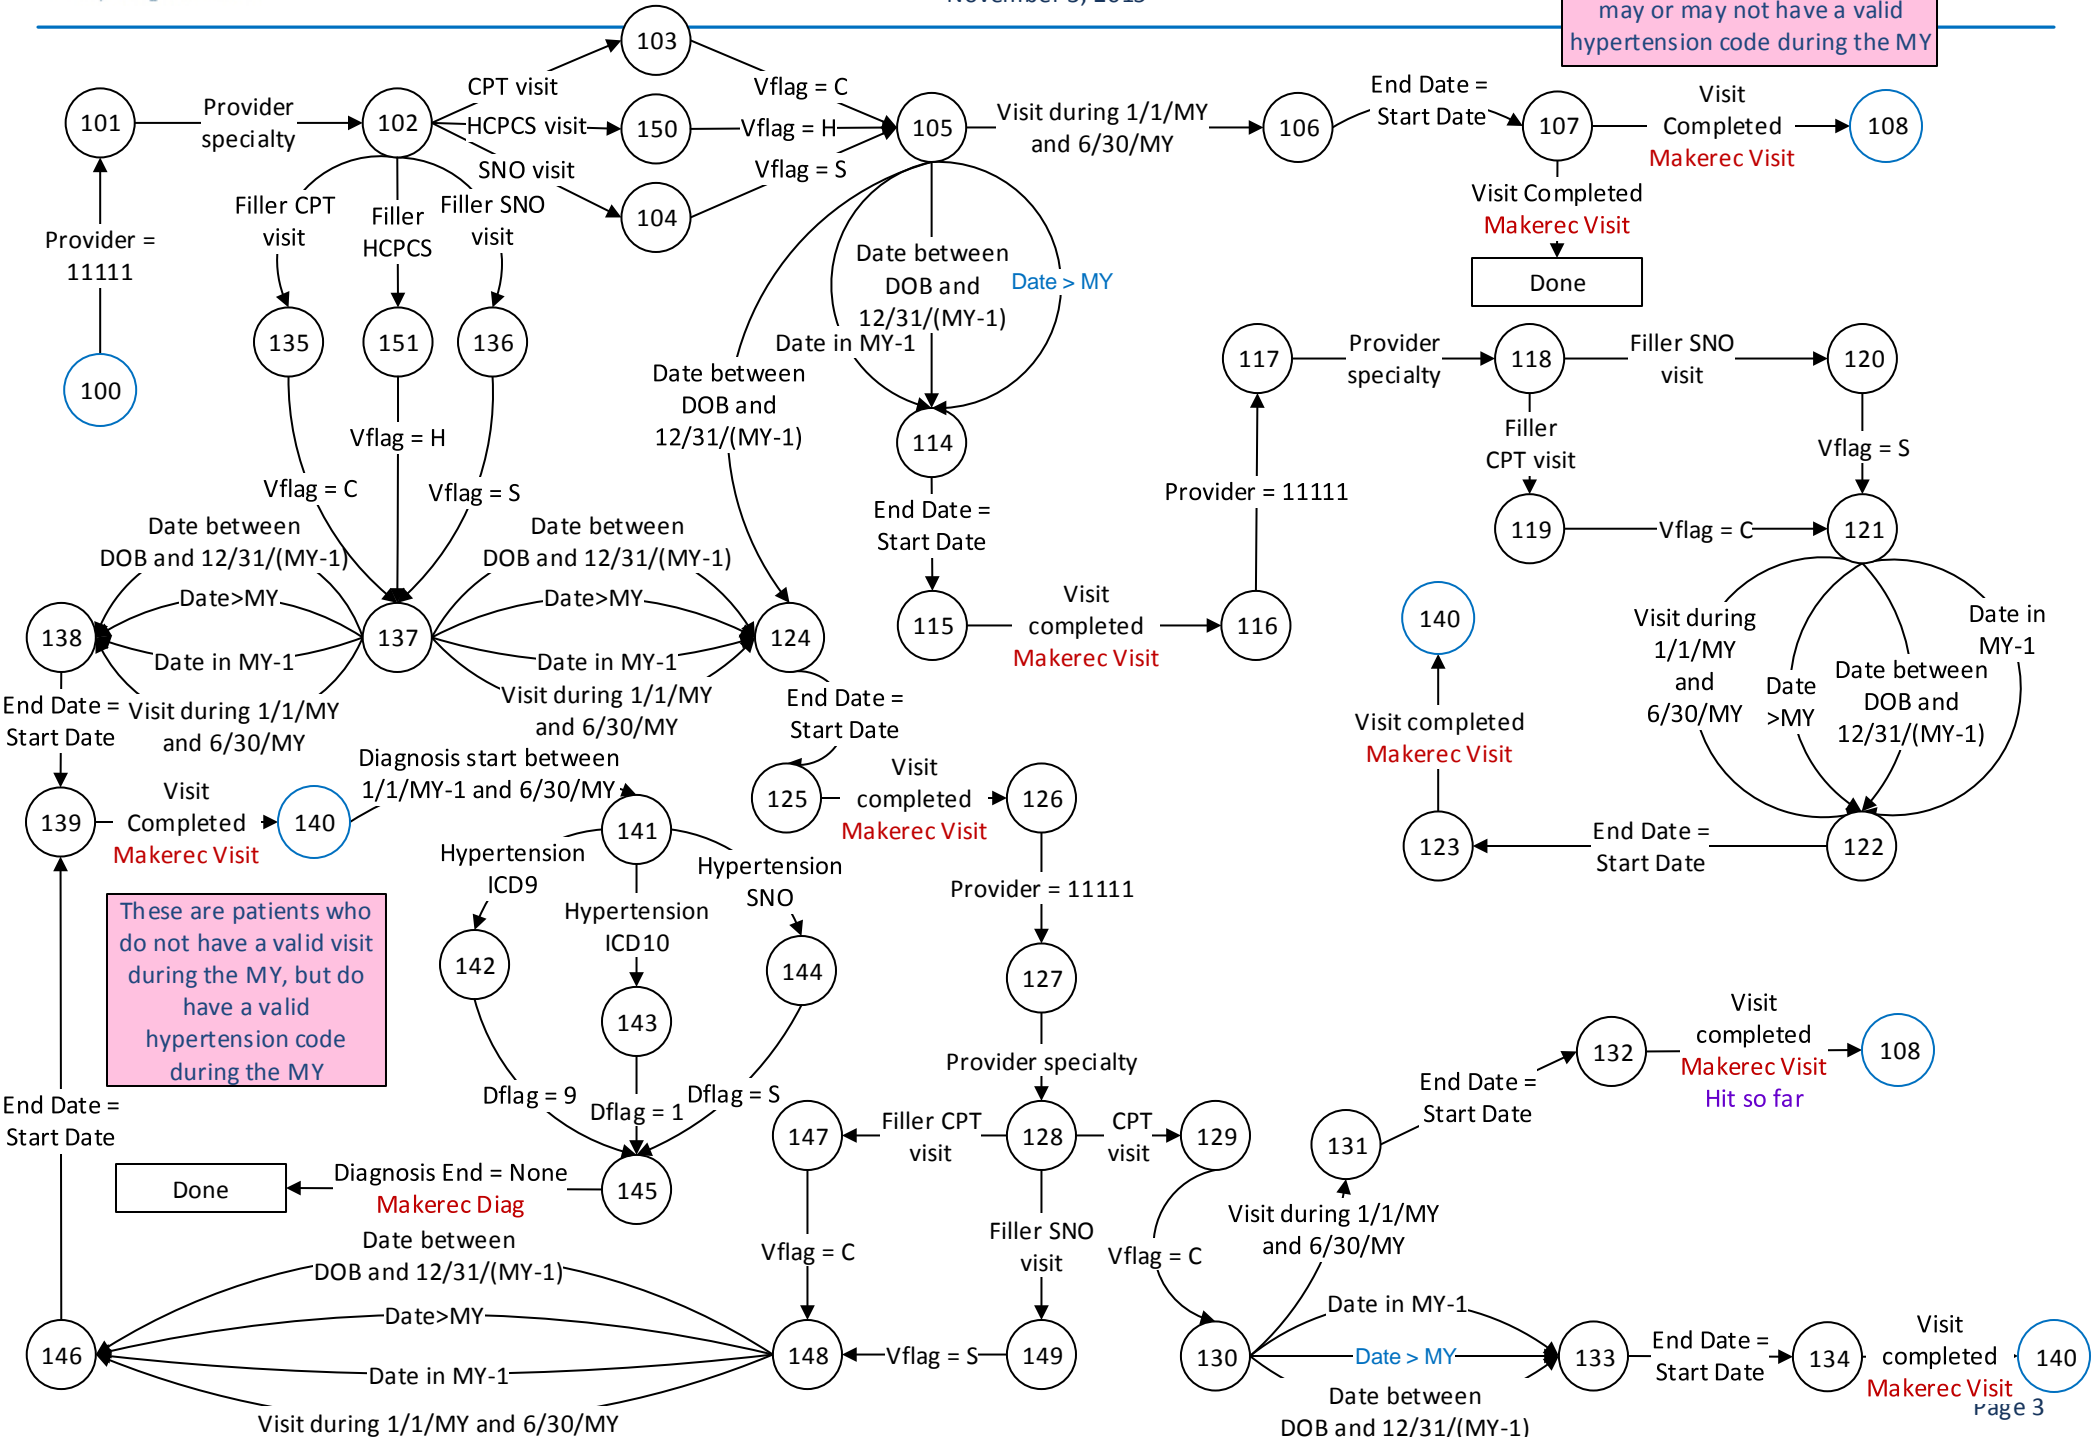 November 5, 2015
may or may not have a valid
hypertension code during the MY
103
CPT visit
Vflag = C
End Date =
Start Date
Visit
Completed
Makerec Visit
101
Provider
specialty
102
HCPCS visit
150
Vflag = H
105
Visit during 1/1/MY
and 6/30/MY
106
107
108
SNO visit
Vflag = S
104
Visit Completed
Makerec Visit
Done
Provider =
11111
100
Filler CPT
visit
Filler
HCPCS
Filler SNO
visit
135
151
136
Date between
DOB and
12/31/(MY-1)
Date > MY
Date in MY-1
Date between
DOB and
12/31/(MY-1)
114
117
Provider
specialty
118
Filler SNO
visit
120
Vflag = H
Vflag = C
Vflag = S
Filler
CPT visit
Vflag = S
Provider = 11111
119
Vflag = C
121
End Date =
Start Date
Date between
DOB and 12/31/(MY-1)
Date between
DOB and 12/31/(MY-1)
Date>MY
Date>MY
138
137
124
115
Visit
completed
Makerec Visit
116
140
Date in MY-1
Date in MY-1
Visit during 1/1/MY
and 6/30/MY
Visit during 1/1/MY
and 6/30/MY
End Date =
Start Date
End Date =
Start Date
Visit during
1/1/MY
and
6/30/MY
Date
>MY
Date between
DOB and
12/31/(MY-1)
Date in
MY-1
Visit completed
Makerec Visit
139
Visit
Completed
Makerec Visit
140
Diagnosis start between
1/1/MY-1 and 6/30/MY
141
125
Visit
completed
Makerec Visit
126
123
End Date =
Start Date
122
Hypertension
ICD9
Hypertension
ICD10
Hypertension
SNO
Provider = 11111
These are patients who
do not have a valid visit
during the MY, but do
have a valid
hypertension code
during the MY
142
143
144
127
Provider specialty
132
Visit
completed
Makerec Visit
Hit so far
108
End Date =
Start Date
End Date =
Start Date
Dflag = 9
Dflag = 1
Dflag = S
147
Filler CPT
visit
128
CPT
visit
129
131
Done
Diagnosis End = None
Makerec Diag
145
Filler SNO
visit
Vflag = C
Vflag = C
Visit during 1/1/MY
and 6/30/MY
Date between
DOB and 12/31/(MY-1)
Date>MY
Date in MY-1
Visit during 1/1/MY and 6/30/MY
146
148
Vflag = S
149
130
Date in MY-1
Date > MY
Date between
DOB and 12/31/(MY-1)
133
End Date =
Start Date
134
Visit
completed
Makerec Visit
140
Page 3